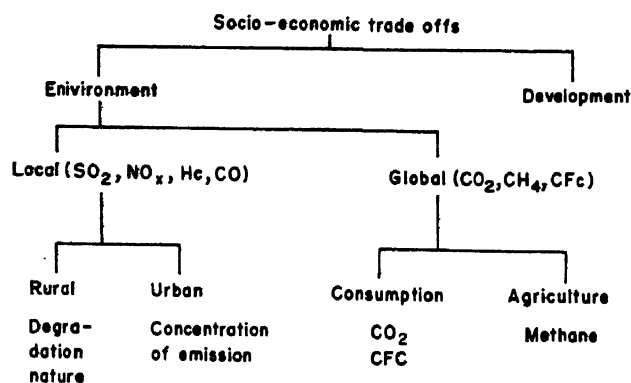 Socio-economic trade offs
Enivironment
Development
Local (SO₂, NOₓ, Hc, CO)
Global (CO₂, CH₄, CFc)
Rural
Urban
Consumption
Agriculture
Degra-
dation
nature
Concentration
of emission
CO₂
CFC
Methane